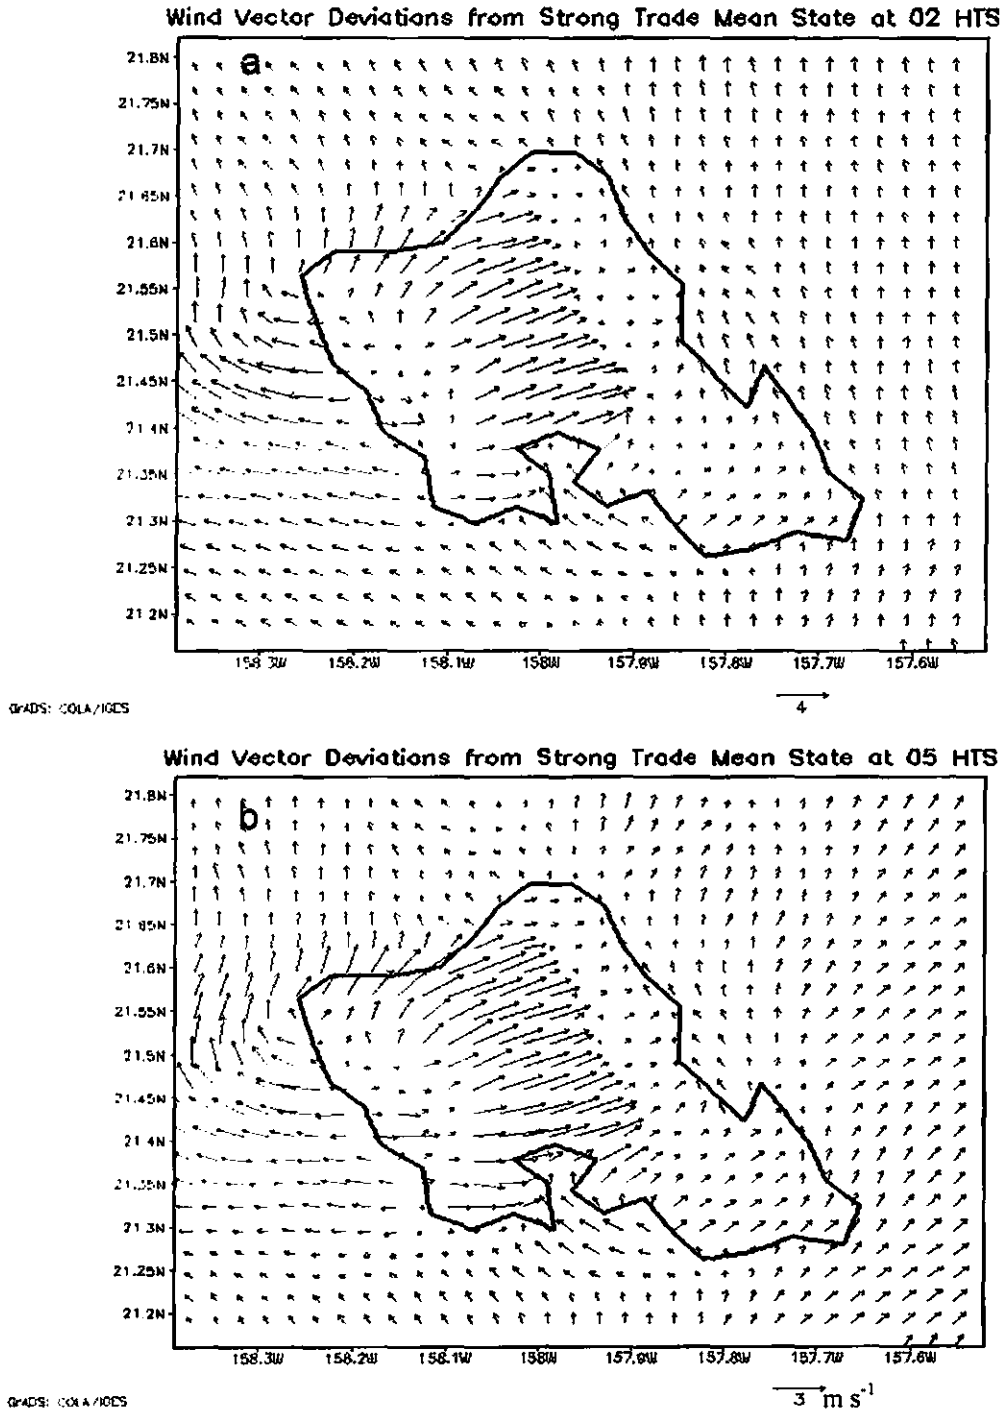 Wind Vector Deviations from Strong Trade Mean State at 02 HTS
a
21.8N
21.75N
21.7N
21.65N
21.6N
21.55N
21.5N
21.45N
21.4N
21.35N
21.3N
21.25N
21.2N
158.3W 158.2W 158.1W 158W 157.9W 157.8W 157.7W 157.6W
GrADS: COLA/IGES
4
Wind Vector Deviations from Strong Trade Mean State at 05 HTS
b
21.8N
21.75N
21.7N
21.65N
21.6N
21.55N
21.5N
21.45N
21.4N
21.35N
21.3N
21.25N
21.2N
158.3W 158.2W 158.1W 158W 157.9W 157.8W 157.7W 157.6W
GrADS: COLA/IGES
3 m s⁻¹